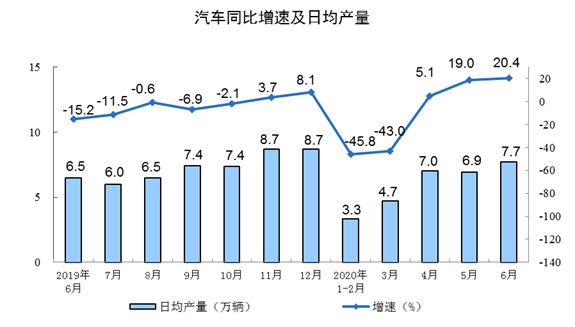 汽车同比增速及日均产量
15
10
5
0
20
0
-20
-40
-60
-80
-100
-120
-140
-15.2
-11.5
-0.6
-6.9
-2.1
3.7
8.1
-45.8
-43.0
5.1
19.0
20.4
6.5
6.0
6.5
7.4
7.4
8.7
8.7
3.3
4.7
7.0
6.9
7.7
2019年
6月
7月
8月
9月
10月
11月
12月
2020年
1-2月
3月
4月
5月
6月
日均产量（万辆）
增速（%）